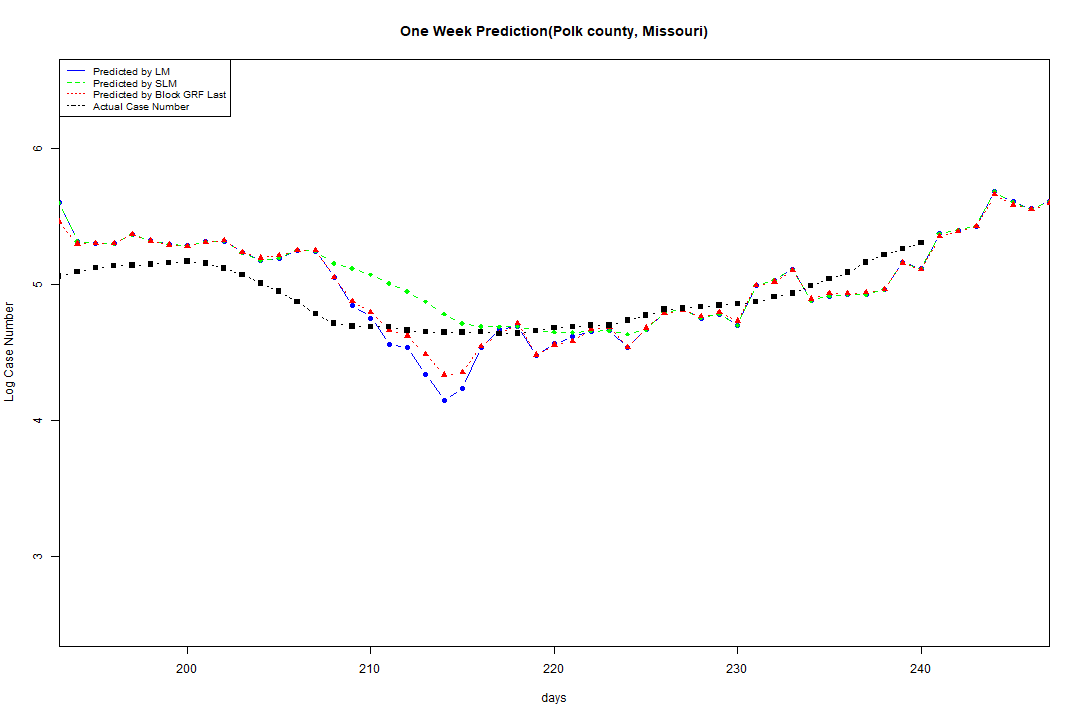 One Week Prediction(Polk county, Missouri)
Predicted by LM
Predicted by SLM
Predicted by Block GRF Last
Actual Case Number
6
5
4
3
Log Case Number
200 210 220 230 240
days